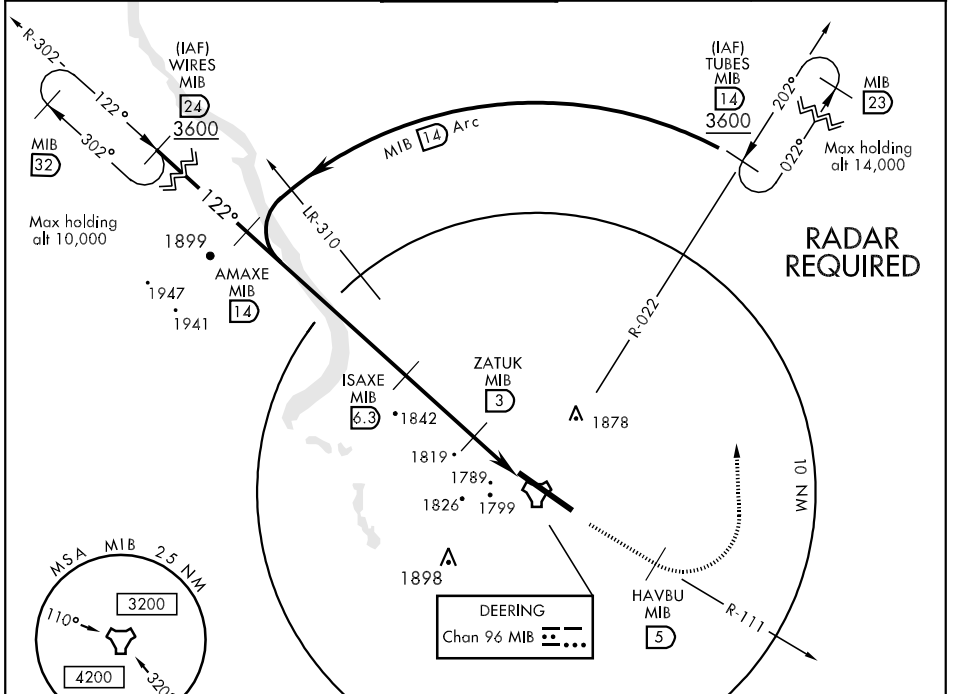 R-302
(IAF)
WIRES
MIB
24
3600
122°
302°
MIB
32
Max holding
alt 10,000
122°
MIB 14 Arc
LR-310
(IAF)
TUBES
MIB
14
3600
202°
022°
MIB
23
Max holding
alt 14,000
RADAR
REQUIRED
R-022
1899
1947
1941
AMAXE
MIB
14
ISAXE
MIB
6.3
1842
ZATUK
MIB
3
1878
1819
1789
1826
1799
10 NM
1898
DEERING
Chan 96 MIB
HAVBU
MIB
5
R-111
MSA MIB 25 NM
3200
110°
4200
320°